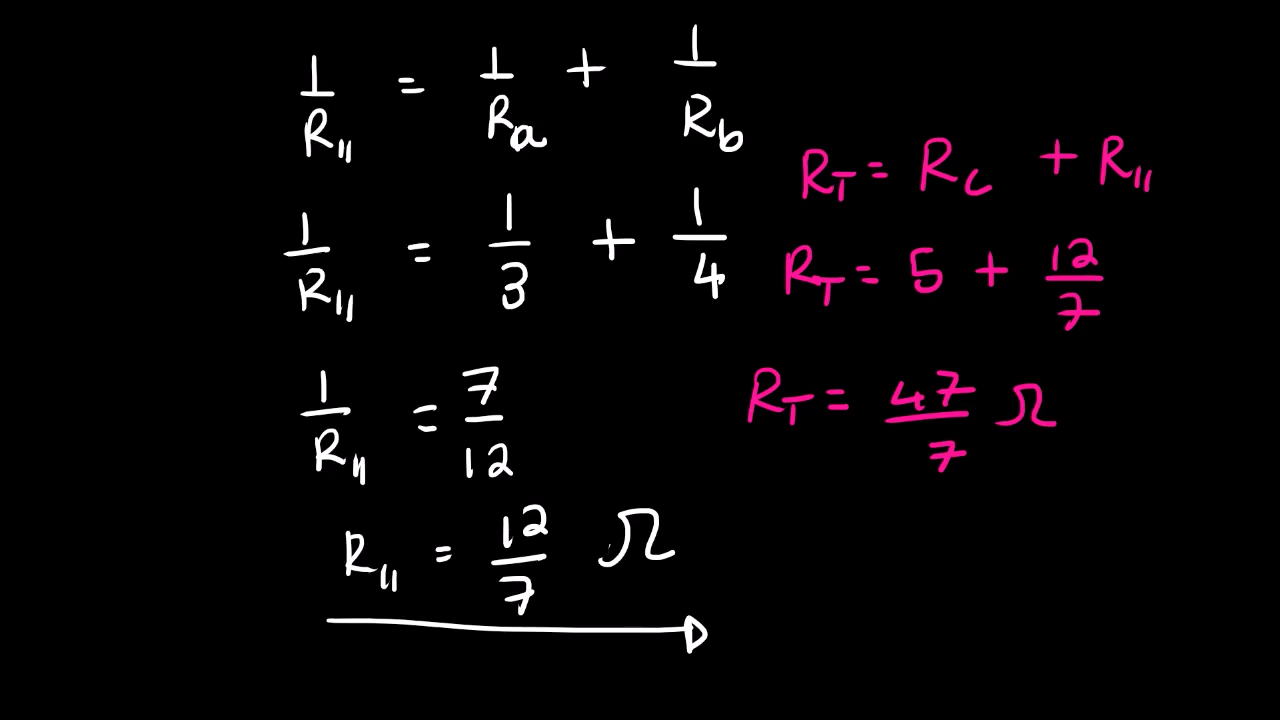 1/R॥ = 1/Ra + 1/Rb
1/R॥ = 1/3 + 1/4
1/R॥ = 7/12
R॥ = 12/7 Ω
RT = Rc + R॥
RT = 5 + 12/7
RT = 47/7 Ω